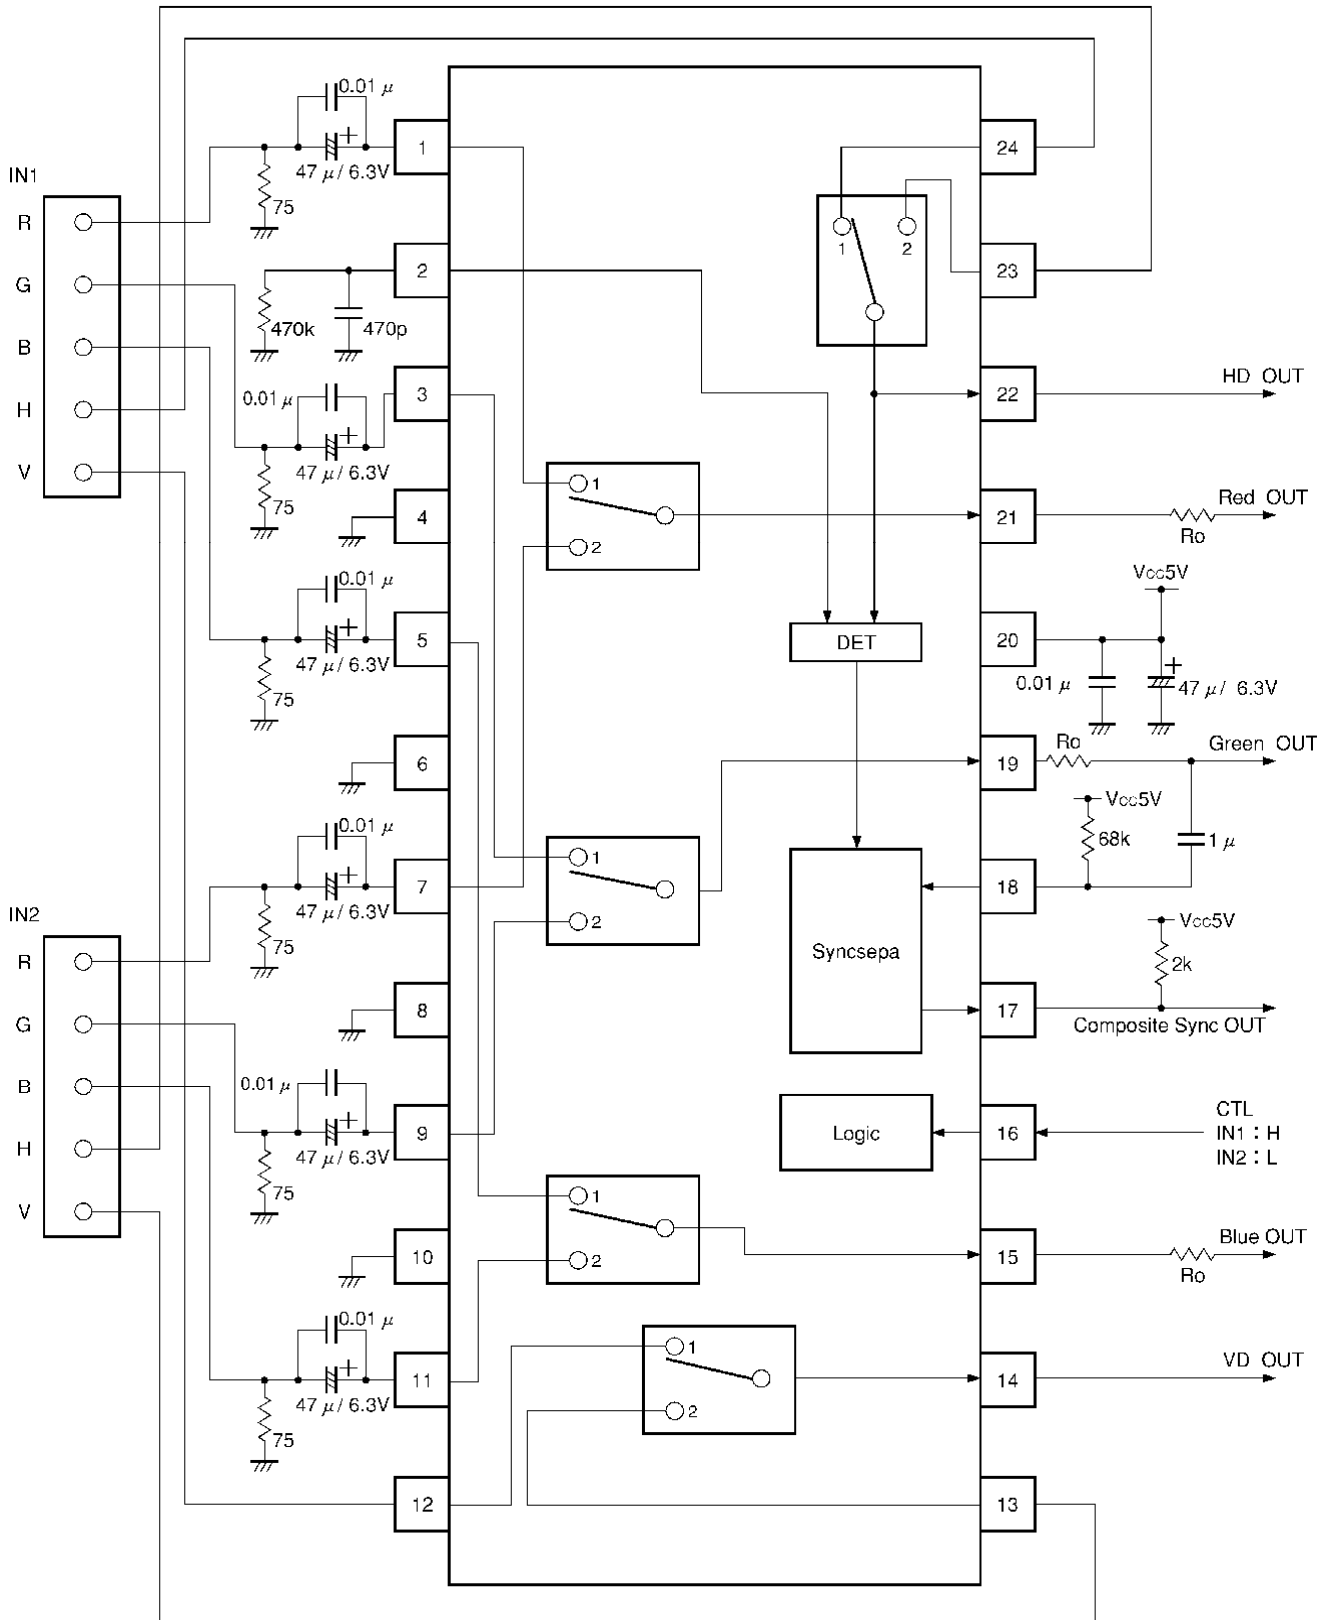 0.01 μ
47 μ/ 6.3V
75
1
24
IN1
R
G
B
H
V
1
2
2
23
470k
470p
HD OUT
3
22
0.01 μ
47 μ/ 6.3V
75
1
2
Red OUT
4
21
Ro
0.01 μ
47 μ/ 6.3V
75
5
DET
20
Vcc5V
0.01 μ
47 μ/ 6.3V
6
19
Ro
Green OUT
Vcc5V
68k
1 μ
0.01 μ
47 μ/ 6.3V
75
7
1
2
18
IN2
R
G
B
H
V
Syncsepa
Vcc5V
2k
8
17
Composite Sync OUT
0.01 μ
47 μ/ 6.3V
75
9
Logic
16
CTL
IN1 : H
IN2 : L
1
2
10
15
Blue OUT
Ro
0.01 μ
47 μ/ 6.3V
75
11
1
2
14
VD OUT
12
13